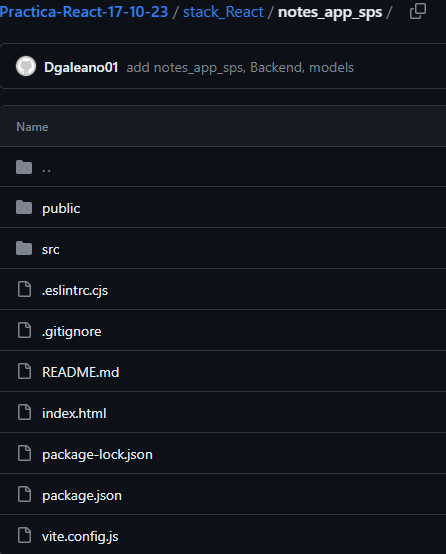 Practica-React-17-10-23 / stack_React / notes_app_sps /
Dgaleano01 add notes_app_sps, Backend, models
Name
..
public
src
.eslintrc.cjs
.gitignore
README.md
index.html
package-lock.json
package.json
vite.config.js